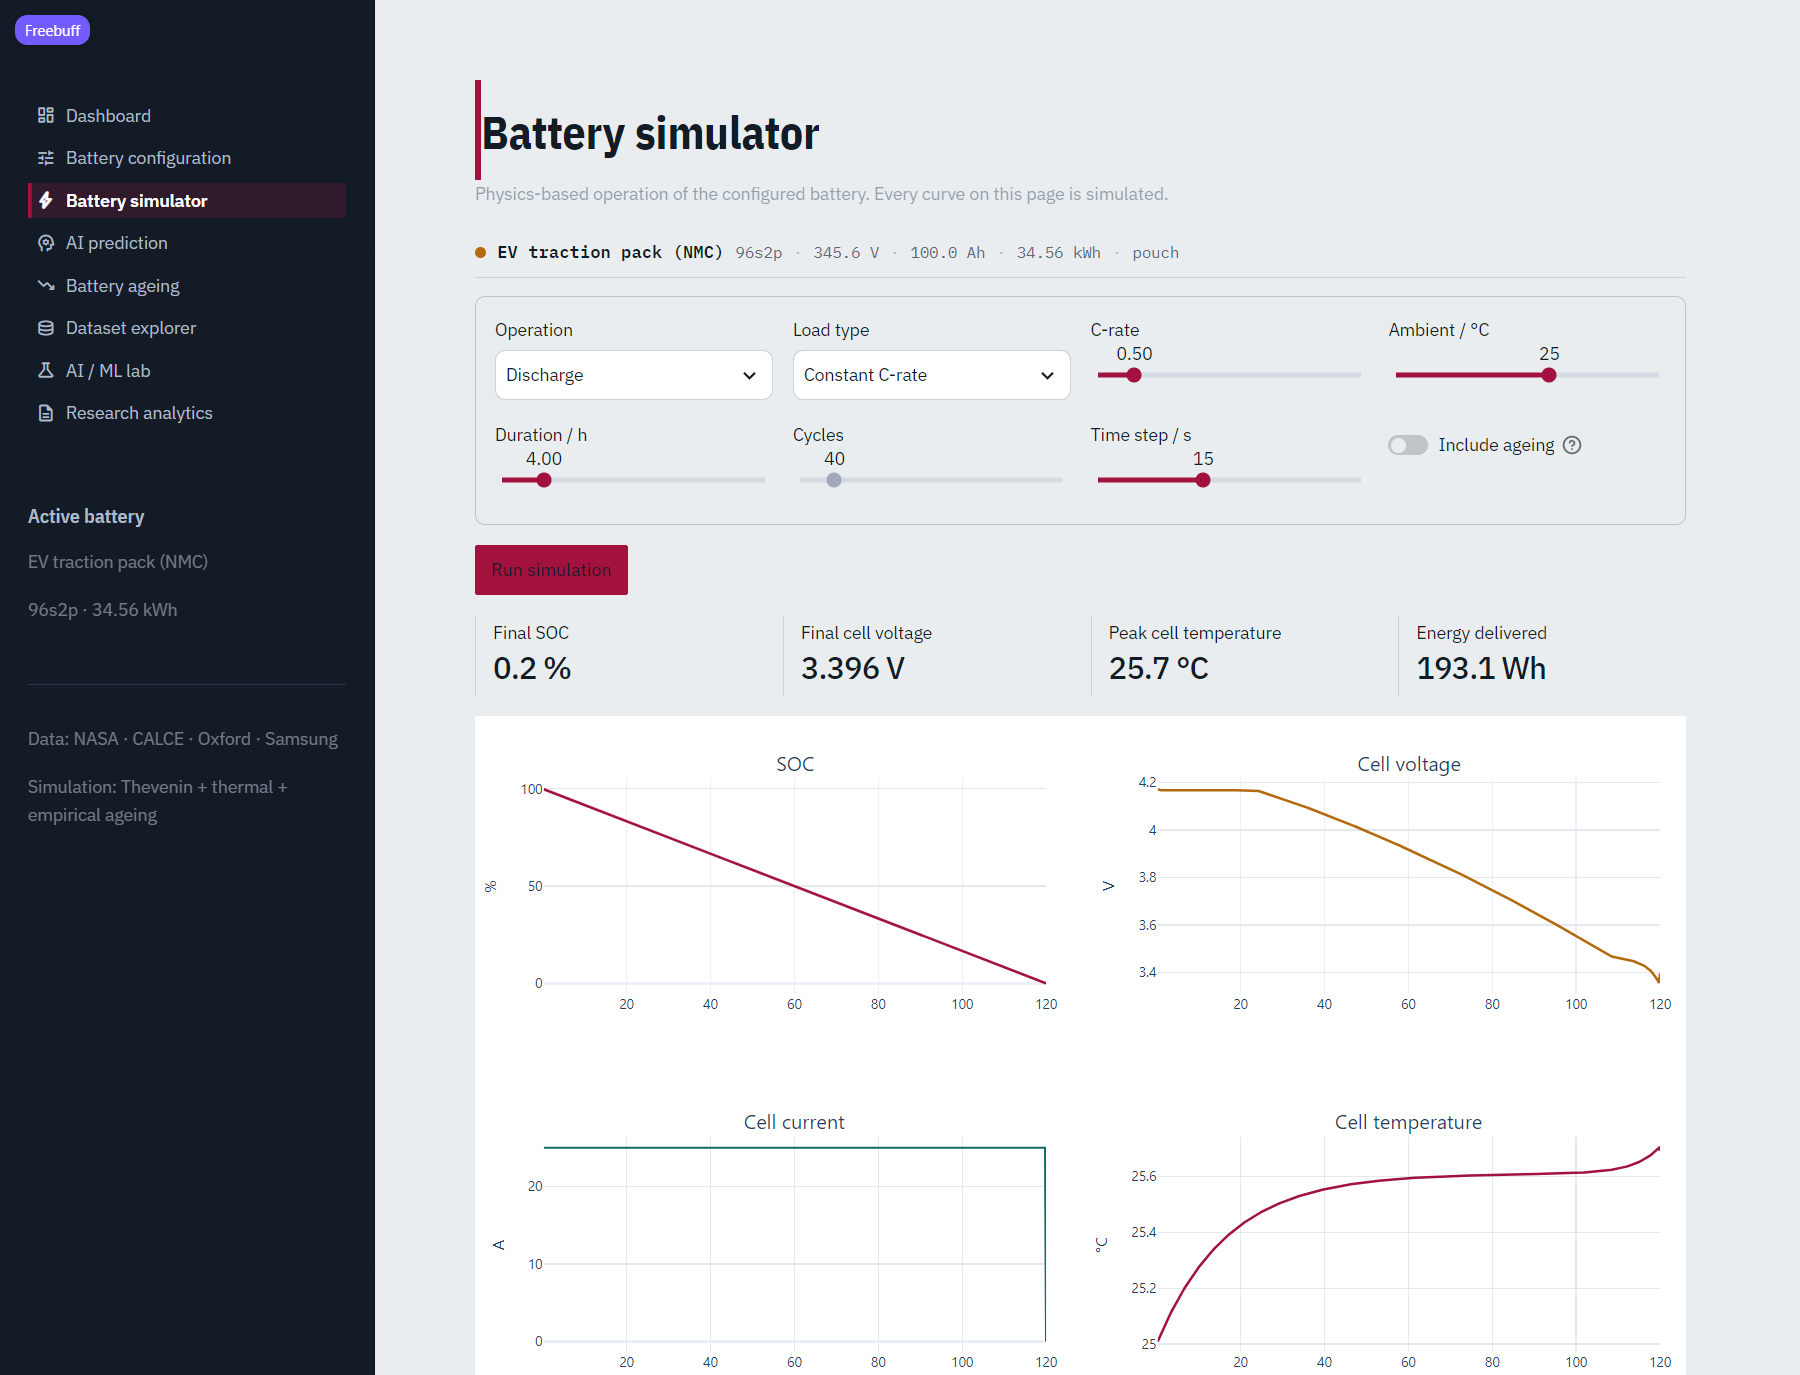 Freebuff
Dashboard
Battery configuration
Battery simulator
AI prediction
Battery ageing
Dataset explorer
AI / ML lab
Research analytics
Active battery
EV traction pack (NMC)
96s2p · 34.56 kWh
Data: NASA · CALCE · Oxford · Samsung
Simulation: Thevenin + thermal +
empirical ageing
Battery simulator
Physics-based operation of the configured battery. Every curve on this page is simulated.
EV traction pack (NMC) 96s2p · 345.6 V · 100.0 Ah · 34.56 kWh · pouch
Operation
Discharge
Load type
Constant C-rate
C-rate
0.50
Ambient / °C
25
Duration / h
4.00
Cycles
40
Time step / s
15
Include ageing
Run simulation
Final SOC
0.2 %
Final cell voltage
3.396 V
Peak cell temperature
25.7 °C
Energy delivered
193.1 Wh
SOC
%
100
50
0
20 40 60 80 100 120
Cell voltage
V
4.2
4
3.8
3.6
3.4
20 40 60 80 100 120
Cell current
A
20
10
0
20 40 60 80 100 120
Cell temperature
°C
25.6
25.4
25.2
25
20 40 60 80 100 120